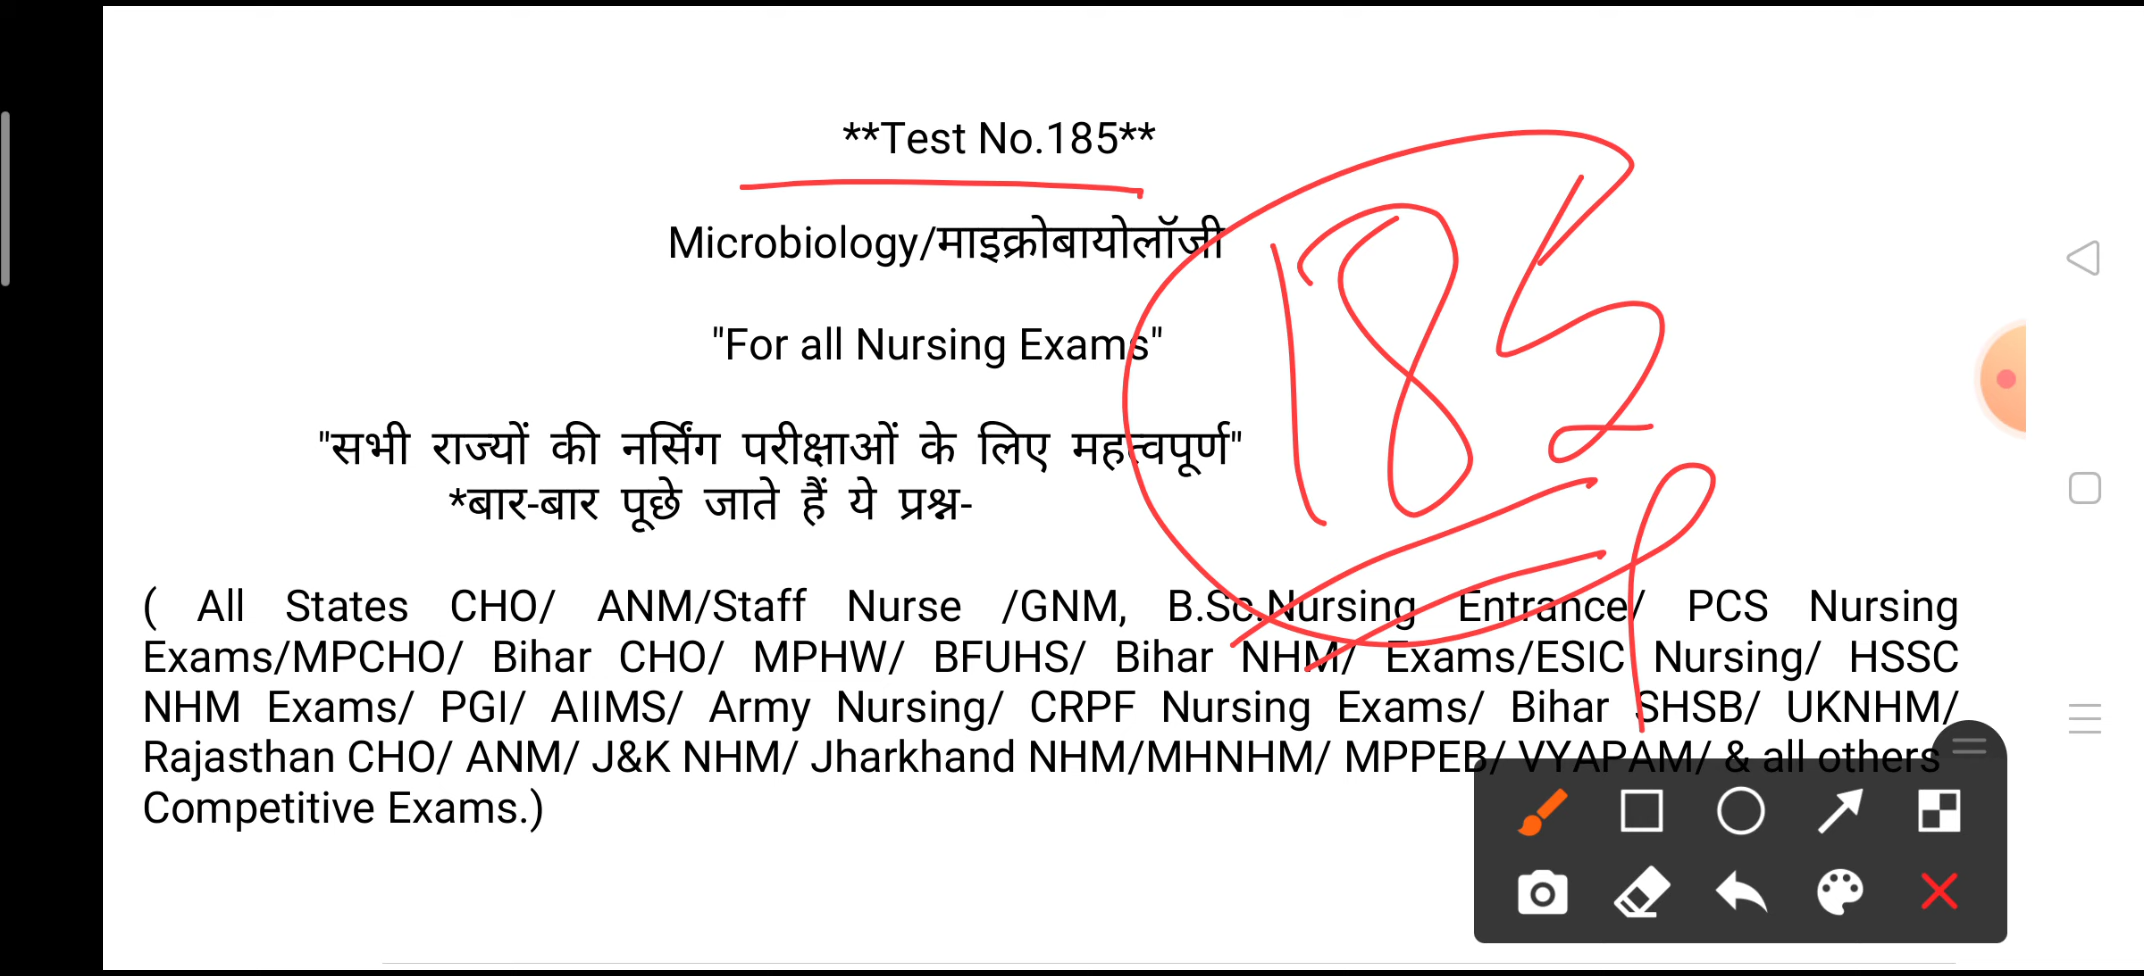 **Test No.185**
Microbiology/माइक्रोबायोलॉजी
185
"For all Nursing Exams"
"सभी राज्यों की नर्सिंग परीक्षाओं के लिए महत्त्वपूर्ण"
*बार-बार पूछे जाते हैं ये प्रश्न-
( All States CHO/ ANM/Staff Nurse /GNM, B.Sc.Nursing Entrance/ PCS Nursing
Exams/MPCHO/ Bihar CHO/ MPHW/ BFUHS/ Bihar NHM/ Exams/ESIC Nursing/ HSSC
NHM Exams/ PGI/ AIIMS/ Army Nursing/ CRPF Nursing Exams/ Bihar SHSB/ UKNHM/
Rajasthan CHO/ ANM/ J&K NHM/ Jharkhand NHM/MHNHM/ MPPEB/ VYAPAM/ & all others
Competitive Exams.)